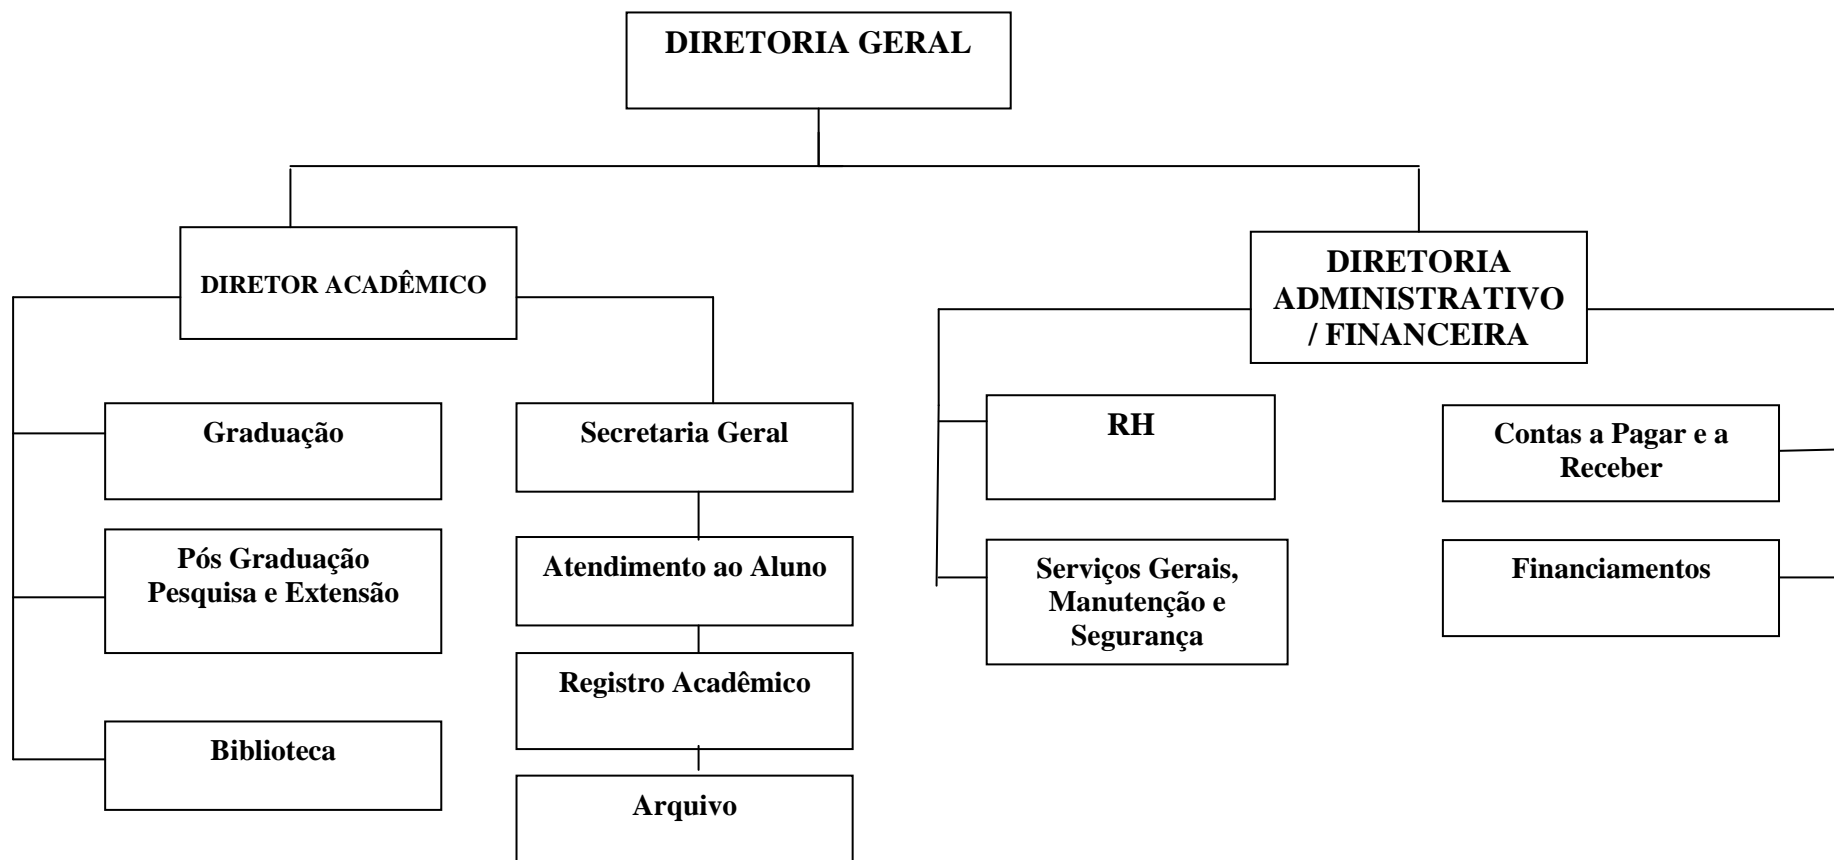 DIRETORIA GERAL
DIRETOR ACADÊMICO
DIRETORIA
ADMINISTRATIVO
/ FINANCEIRA
Graduação
Secretaria Geral
RH
Contas a Pagar e a
Receber
Pós Graduação
Pesquisa e Extensão
Atendimento ao Aluno
Serviços Gerais,
Manutenção e
Segurança
Financiamentos
Registro Acadêmico
Biblioteca
Arquivo